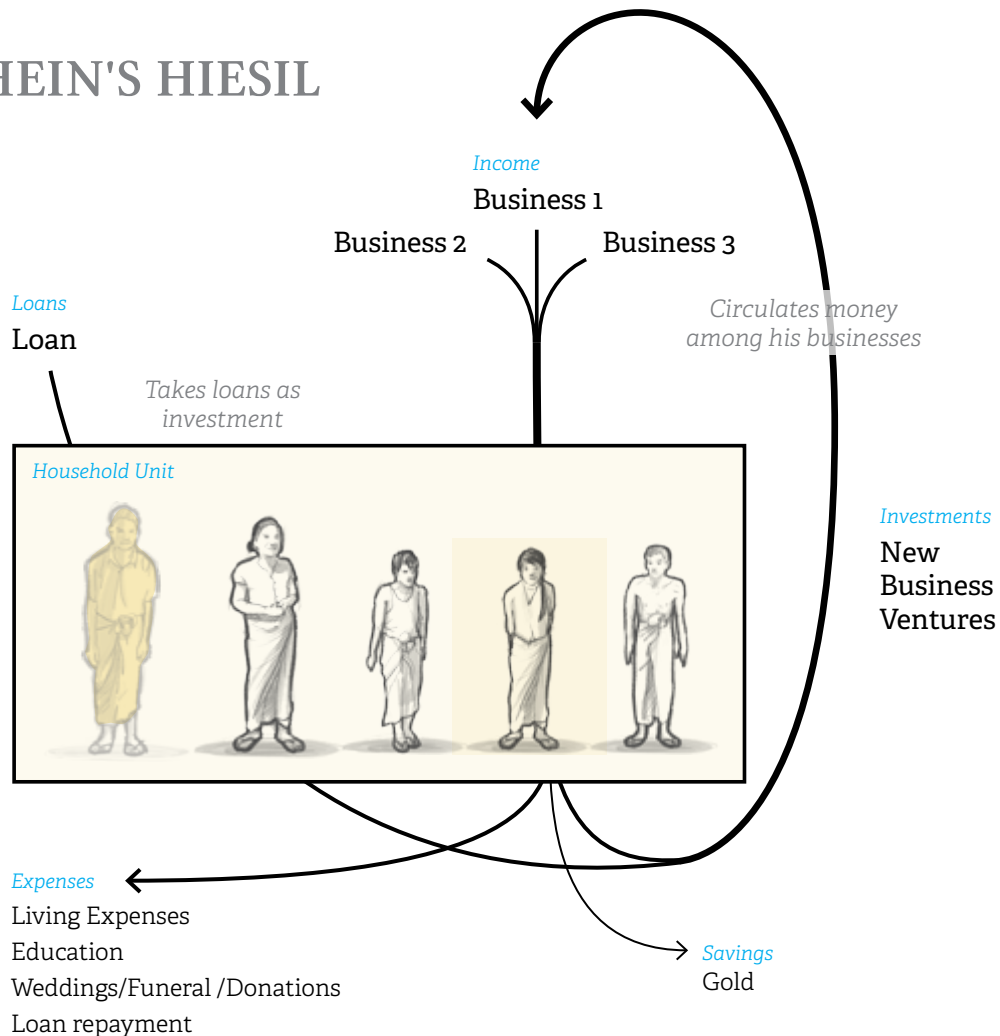 HEIN'S HIESIL
Income
Business 1
Business 2
Business 3
Loans
Loan
Circulates money
among his businesses
Takes loans as
investment
Household Unit
Investments
New
Business
Ventures
Expenses
Living Expenses
Education
Weddings/Funeral /Donations
Loan repayment
Savings
Gold